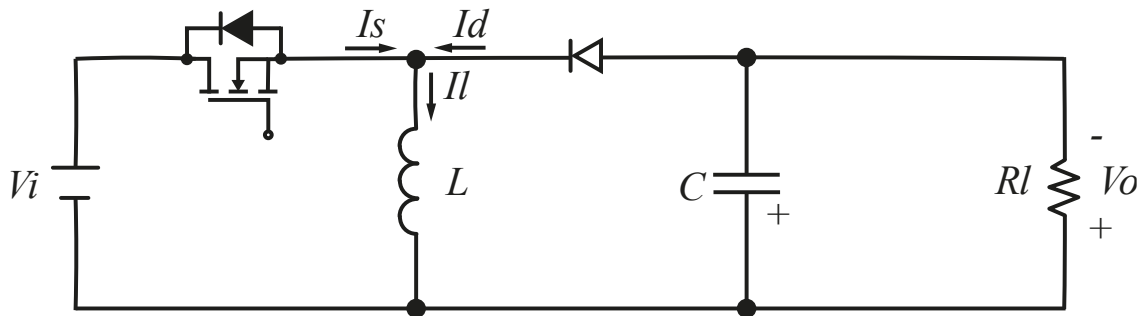 Is
Id
Il
Vi
L
C
+
Rl
-
Vo
+